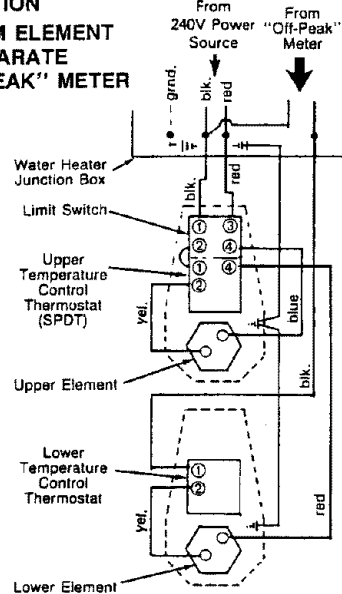 ION
M ELEMENT
PARATE
PEAK" METER
From
240V Power
Source
From
"Off-Peak"
Meter
grnd.
blk.
red
Water Heater
Junction Box
blk.
red
Limit Switch
1
3
2
4
Upper
Temperature
Control
Thermostat
(SPDT)
1
4
2
yel.
blue
blk.
Upper Element
Lower
Temperature
Control
Thermostat
1
2
yel.
red
Lower Element